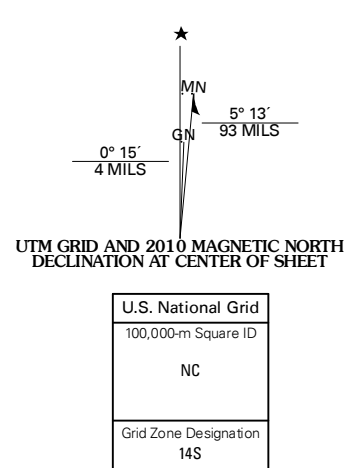 MN
GN
5° 13´
93 MILS
0° 15´
4 MILS
UTM GRID AND 2010 MAGNETIC NORTH
DECLINATION AT CENTER OF SHEET
U.S. National Grid
100,000-m Square ID
NC
Grid Zone Designation
14S